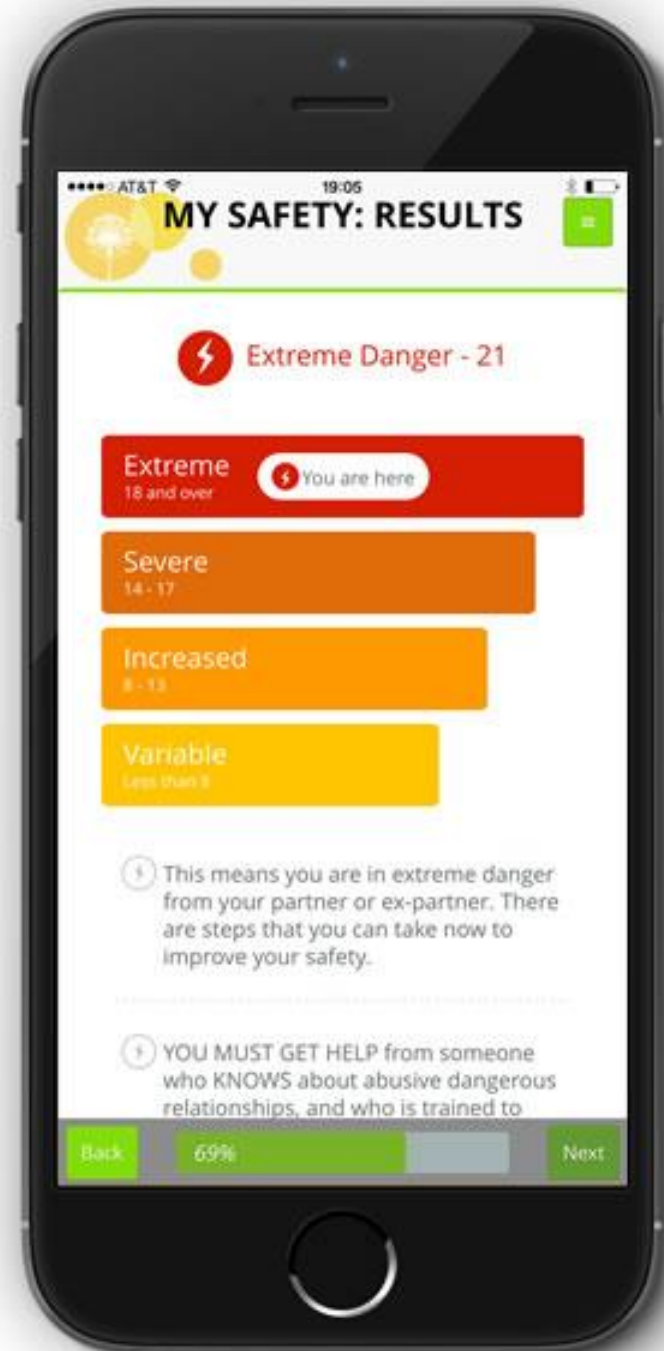 AT&T
19:05
MY SAFETY: RESULTS
Extreme Danger - 21
Extreme
18 and over
You are here
Severe
14 - 17
Increased
8 - 13
Variable
Less than 8
This means you are in extreme danger
from your partner or ex-partner. There
are steps that you can take now to
improve your safety.
YOU MUST GET HELP from someone
who KNOWS about abusive dangerous
relationships, and who is trained to
Back
69%
Next